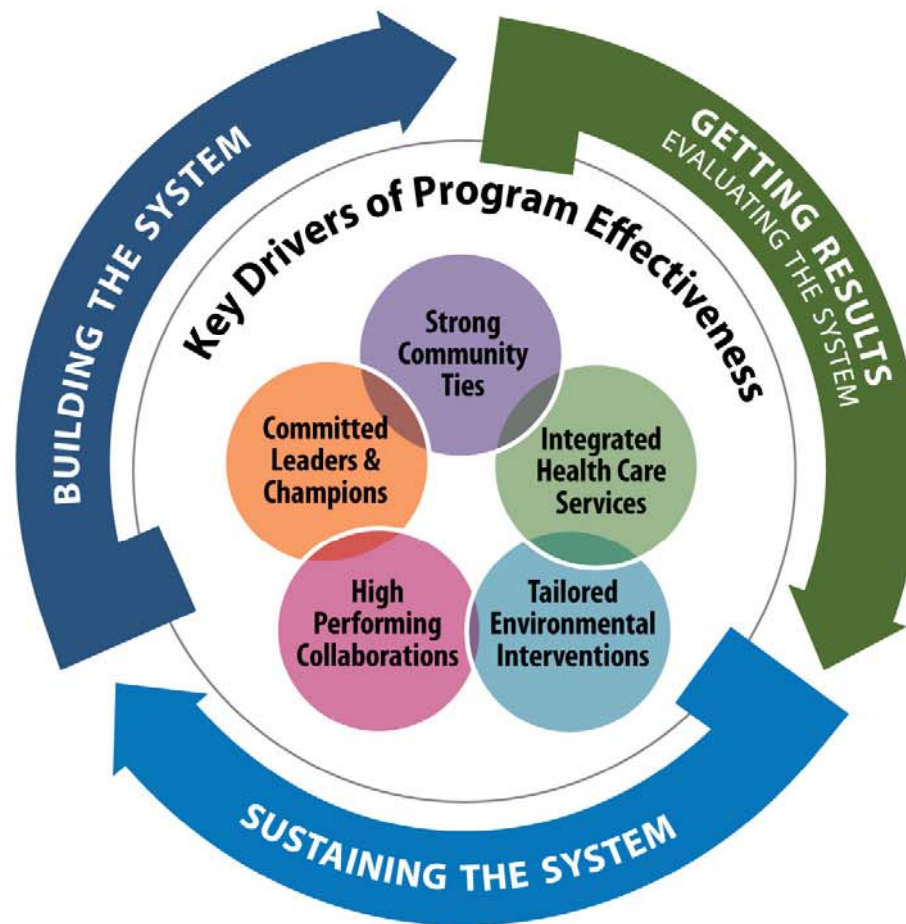 BUILDING THE SYSTEM
GETTING RESULTS
EVALUATING THE SYSTEM
SUSTAINING THE SYSTEM
Key Drivers of Program Effectiveness
Strong
Community
Ties
Committed
Leaders &
Champions
Integrated
Health Care
Services
High
Performing
Collaborations
Tailored
Environmental
Interventions